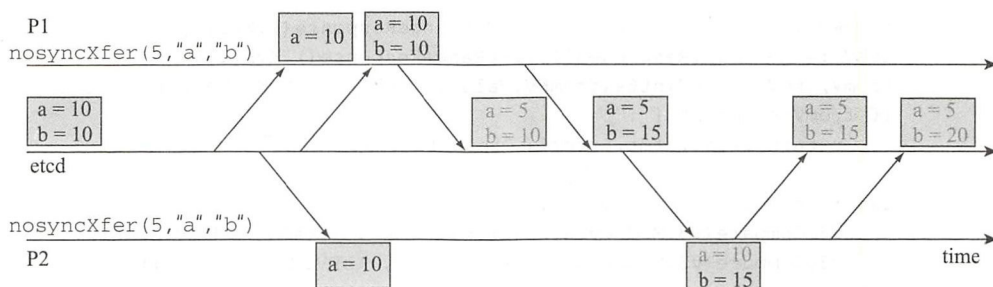 P1
nosyncXfer(5,"a","b")
a = 10
a = 10
b = 10
a = 10
b = 10
a = 5
b = 10
a = 5
b = 15
a = 5
b = 15
a = 5
b = 20
etcd
nosyncXfer(5,"a","b")
P2
a = 10
a = 10
b = 15
time